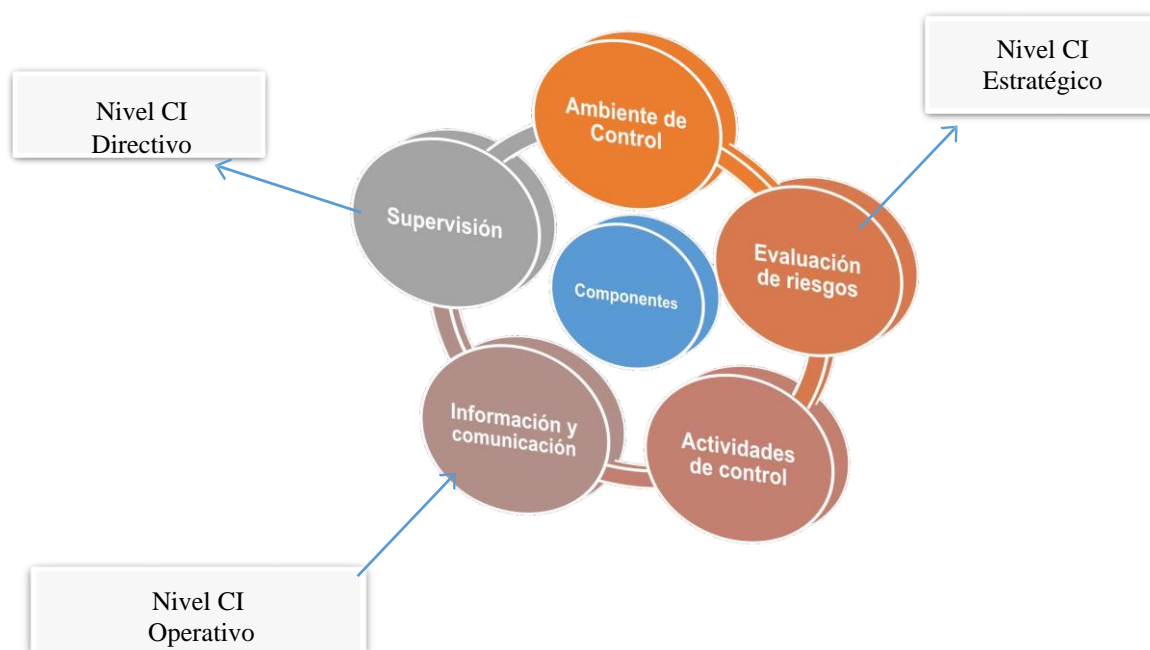 Nivel CI
Estratégico
Nivel CI
Directivo
Ambiente de
Control
Supervisión
Evaluación
de riesgos
Componentes
Información y
comunicación
Actividades
de control
Nivel CI
Operativo